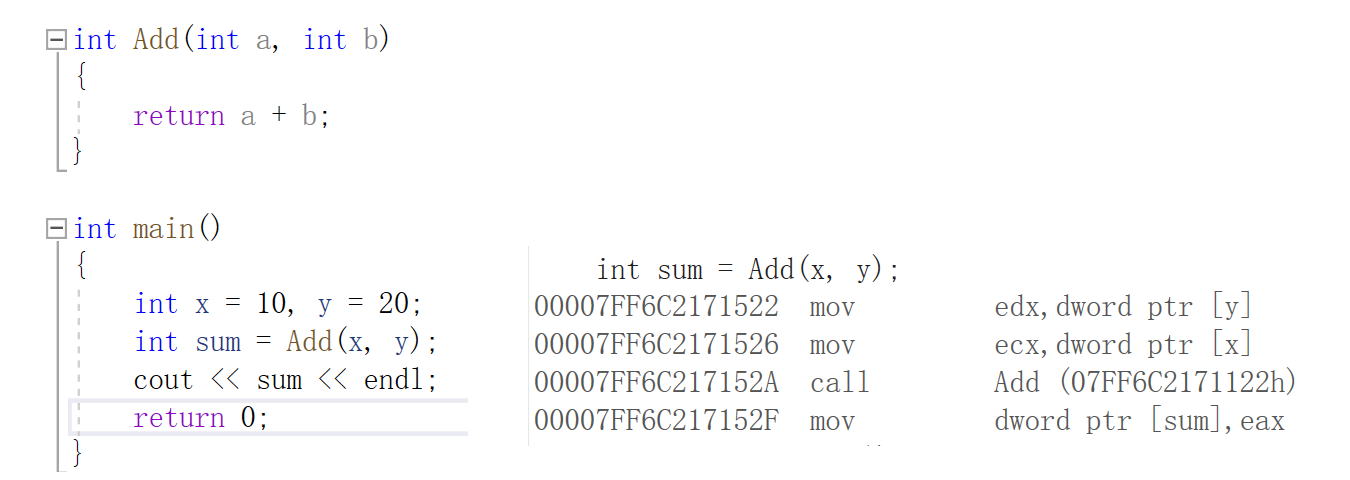 int Add(int a, int b)
{
return a + b;
}
int main()
{
int x = 10, y = 20;
int sum = Add(x, y);
cout << sum << endl;
return 0;
}
int sum = Add(x, y);
00007FF6C2171522 mov edx,dword ptr [y]
00007FF6C2171526 mov ecx,dword ptr [x]
00007FF6C217152A call Add (07FF6C2171122h)
00007FF6C217152F mov dword ptr [sum],eax